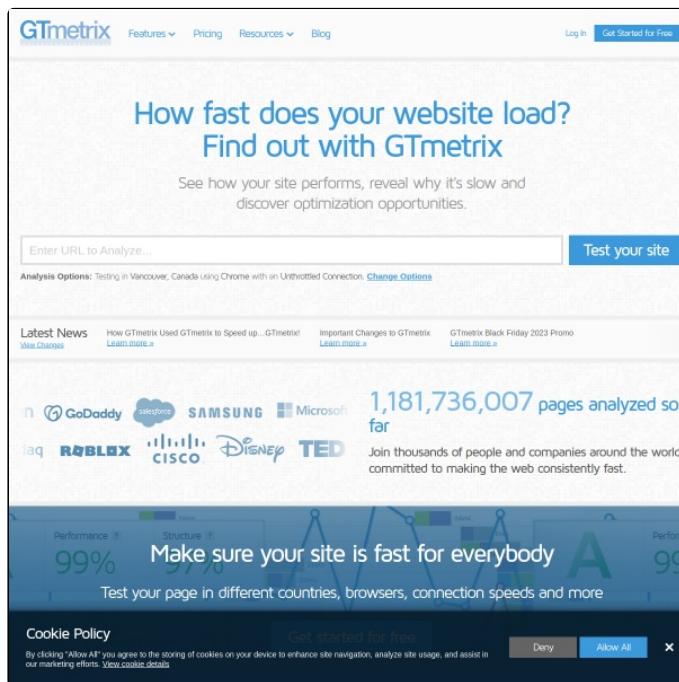 GTmetrix Features Pricing Resources Blog Log in Get Started for Free
How fast does your website load?
Find out with GTmetrix
See how your site performs, reveal why it's slow and
discover optimization opportunities.
Enter URL to Analyze... Test your site
Analysis Options: Testing in Vancouver, Canada using Chrome with an Unthrottled Connection. Change Options
Latest News How GTmetrix Used GTmetrix to Speed up...GTmetrix! Important Changes to GTmetrix GTmetrix Black Friday 2023 Promo
View Changes Learn more » Learn more » Learn more »
GoDaddy salesforce SAMSUNG Microsoft
ROBLOX CISCO Disney TED
1,181,736,007 pages analyzed so
far
Join thousands of people and companies around the world
committed to making the web consistently fast.
Performance ? Structure ?
99% 97% A 99
Make sure your site is fast for everybody
Test your page in different countries, browsers, connection speeds and more
Get started for free
Cookie Policy
By clicking "Allow All" you agree to the storing of cookies on your device to enhance site navigation, analyze site usage, and assist in
our marketing efforts. View cookie details
Deny Allow All ×